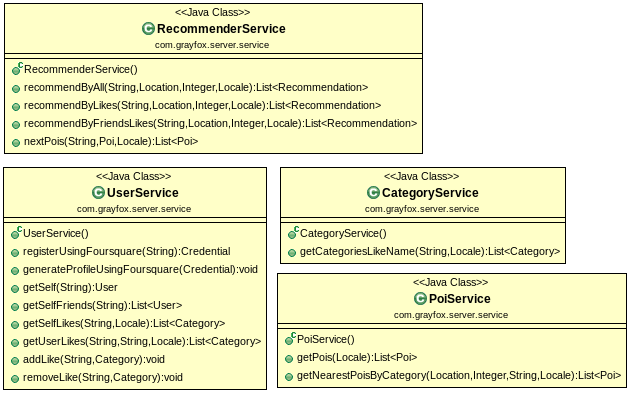 <<Java Class>>
RecommenderService
com.grayfox.server.service
RecommenderService()
recommendByAll(String,Location,Integer,Locale):List<Recommendation>
recommendByLikes(String,Location,Integer,Locale):List<Recommendation>
recommendByFriendsLikes(String,Location,Integer,Locale):List<Recommendation>
nextPois(String,Poi,Locale):List<Poi>
<<Java Class>>
UserService
com.grayfox.server.service
UserService()
registerUsingFoursquare(String):Credential
generateProfileUsingFoursquare(Credential):void
getSelf(String):User
getSelfFriends(String):List<User>
getSelfLikes(String,Locale):List<Category>
getUserLikes(String,String,Locale):List<Category>
addLike(String,Category):void
removeLike(String,Category):void
<<Java Class>>
CategoryService
com.grayfox.server.service
CategoryService()
getCategoriesLikeName(String,Locale):List<Category>
<<Java Class>>
PoiService
com.grayfox.server.service
PoiService()
getPois(Locale):List<Poi>
getNearestPoisByCategory(Location,Integer,String,Locale):List<Poi>